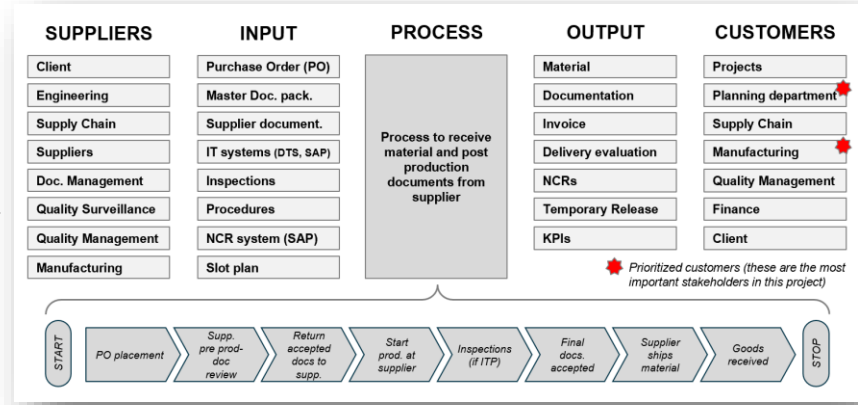 SUPPLIERS
INPUT
PROCESS
OUTPUT
CUSTOMERS
Client
Engineering
Supply Chain
Suppliers
Doc. Management
Quality Surveillance
Quality Management
Manufacturing
Purchase Order (PO)
Master Doc. pack.
Supplier document.
IT systems (DTS, SAP)
Inspections
Procedures
NCR system (SAP)
Slot plan
Process to receive
material and post
production
documents from
supplier
Material
Documentation
Invoice
Delivery evaluation
NCRs
Temporary Release
KPIs
Projects
Planning department
Supply Chain
Manufacturing
Quality Management
Finance
Client
Prioritized customers (these are the most
important stakeholders in this project)
START
PO placement
Supp.
pre prod-
doc
review
Return
accepted
docs to
supp.
Start
prod. at
supplier
Inspections
(if ITP)
Final
docs.
accepted
Supplier
ships
material
Goods
received
STOP